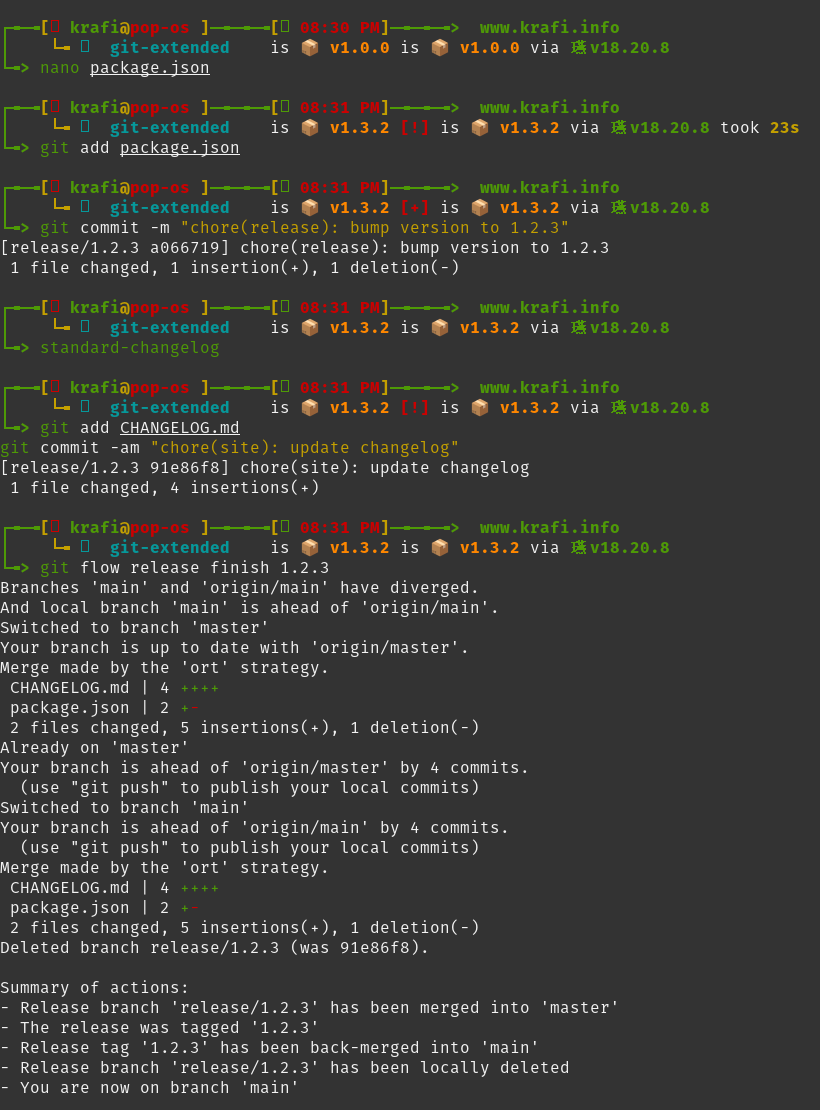 [ krafi@pop-os ][ 08:30 PM]> www.krafi.info
git-extended is 📦 v1.0.0 is 📦 v1.0.0 via v18.20.8
> nano package.json
[ krafi@pop-os ][ 08:31 PM]> www.krafi.info
git-extended is 📦 v1.3.2 [!] is 📦 v1.3.2 via v18.20.8 took 23s
> git add package.json
[ krafi@pop-os ][ 08:31 PM]> www.krafi.info
git-extended is 📦 v1.3.2 [+] is 📦 v1.3.2 via v18.20.8
> git commit -m "chore(release): bump version to 1.2.3"
[release/1.2.3 a066719] chore(release): bump version to 1.2.3
1 file changed, 1 insertion(+), 1 deletion(-)
[ krafi@pop-os ][ 08:31 PM]> www.krafi.info
git-extended is 📦 v1.3.2 is 📦 v1.3.2 via v18.20.8
> standard-changelog
[ krafi@pop-os ][ 08:31 PM]> www.krafi.info
git-extended is 📦 v1.3.2 [!] is 📦 v1.3.2 via v18.20.8
> git add CHANGELOG.md
git commit -am "chore(site): update changelog"
[release/1.2.3 91e86f8] chore(site): update changelog
1 file changed, 4 insertions(+)
[ krafi@pop-os ][ 08:31 PM]> www.krafi.info
git-extended is 📦 v1.3.2 is 📦 v1.3.2 via v18.20.8
> git flow release finish 1.2.3
Branches 'main' and 'origin/main' have diverged.
And local branch 'main' is ahead of 'origin/main'.
Switched to branch 'master'
Your branch is up to date with 'origin/master'.
Merge made by the 'ort' strategy.
CHANGELOG.md | 4 ++++
package.json | 2 +-
2 files changed, 5 insertions(+), 1 deletion(-)
Already on 'master'
Your branch is ahead of 'origin/master' by 4 commits.
(use "git push" to publish your local commits)
Switched to branch 'main'
Your branch is ahead of 'origin/main' by 4 commits.
(use "git push" to publish your local commits)
Merge made by the 'ort' strategy.
CHANGELOG.md | 4 ++++
package.json | 2 +-
2 files changed, 5 insertions(+), 1 deletion(-)
Deleted branch release/1.2.3 (was 91e86f8).
Summary of actions:
- Release branch 'release/1.2.3' has been merged into 'master'
- The release was tagged '1.2.3'
- Release tag '1.2.3' has been back-merged into 'main'
- Release branch 'release/1.2.3' has been locally deleted
- You are now on branch 'main'